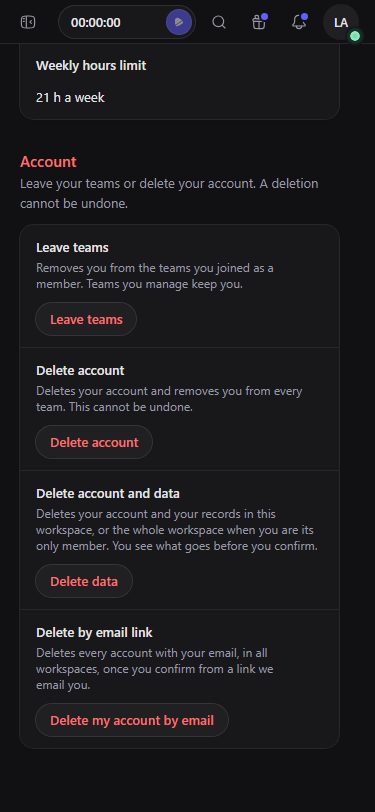 00:00:00
LA
Weekly hours limit
21 h a week
Account
Leave your teams or delete your account. A deletion
cannot be undone.
Leave teams
Removes you from the teams you joined as a
member. Teams you manage keep you.
Leave teams
Delete account
Deletes your account and removes you from every
team. This cannot be undone.
Delete account
Delete account and data
Deletes your account and your records in this
workspace, or the whole workspace when you are its
only member. You see what goes before you confirm.
Delete data
Delete by email link
Deletes every account with your email, in all
workspaces, once you confirm from a link we
email you.
Delete my account by email